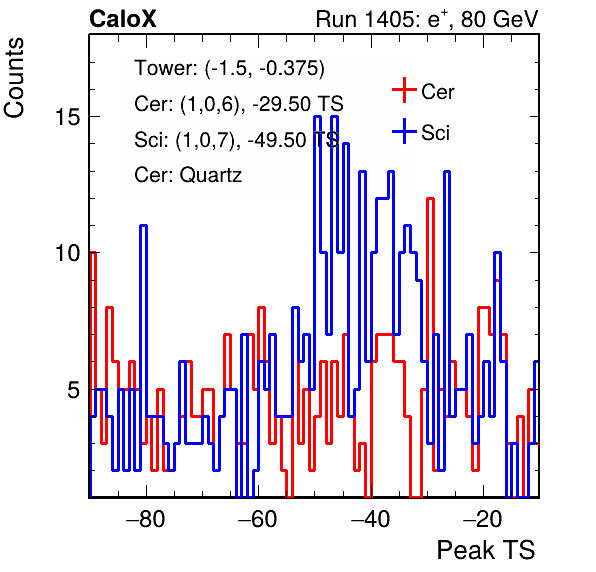 CaloX Run 1405: e⁺, 80 GeV
Counts
Tower: (-1.5, -0.375)
Cer: (1,0,6), -29.50 TS
Sci: (1,0,7), -49.50 TS
Cer: Quartz
Cer
Sci
15
10
5
−80 −60 −40 −20
Peak TS